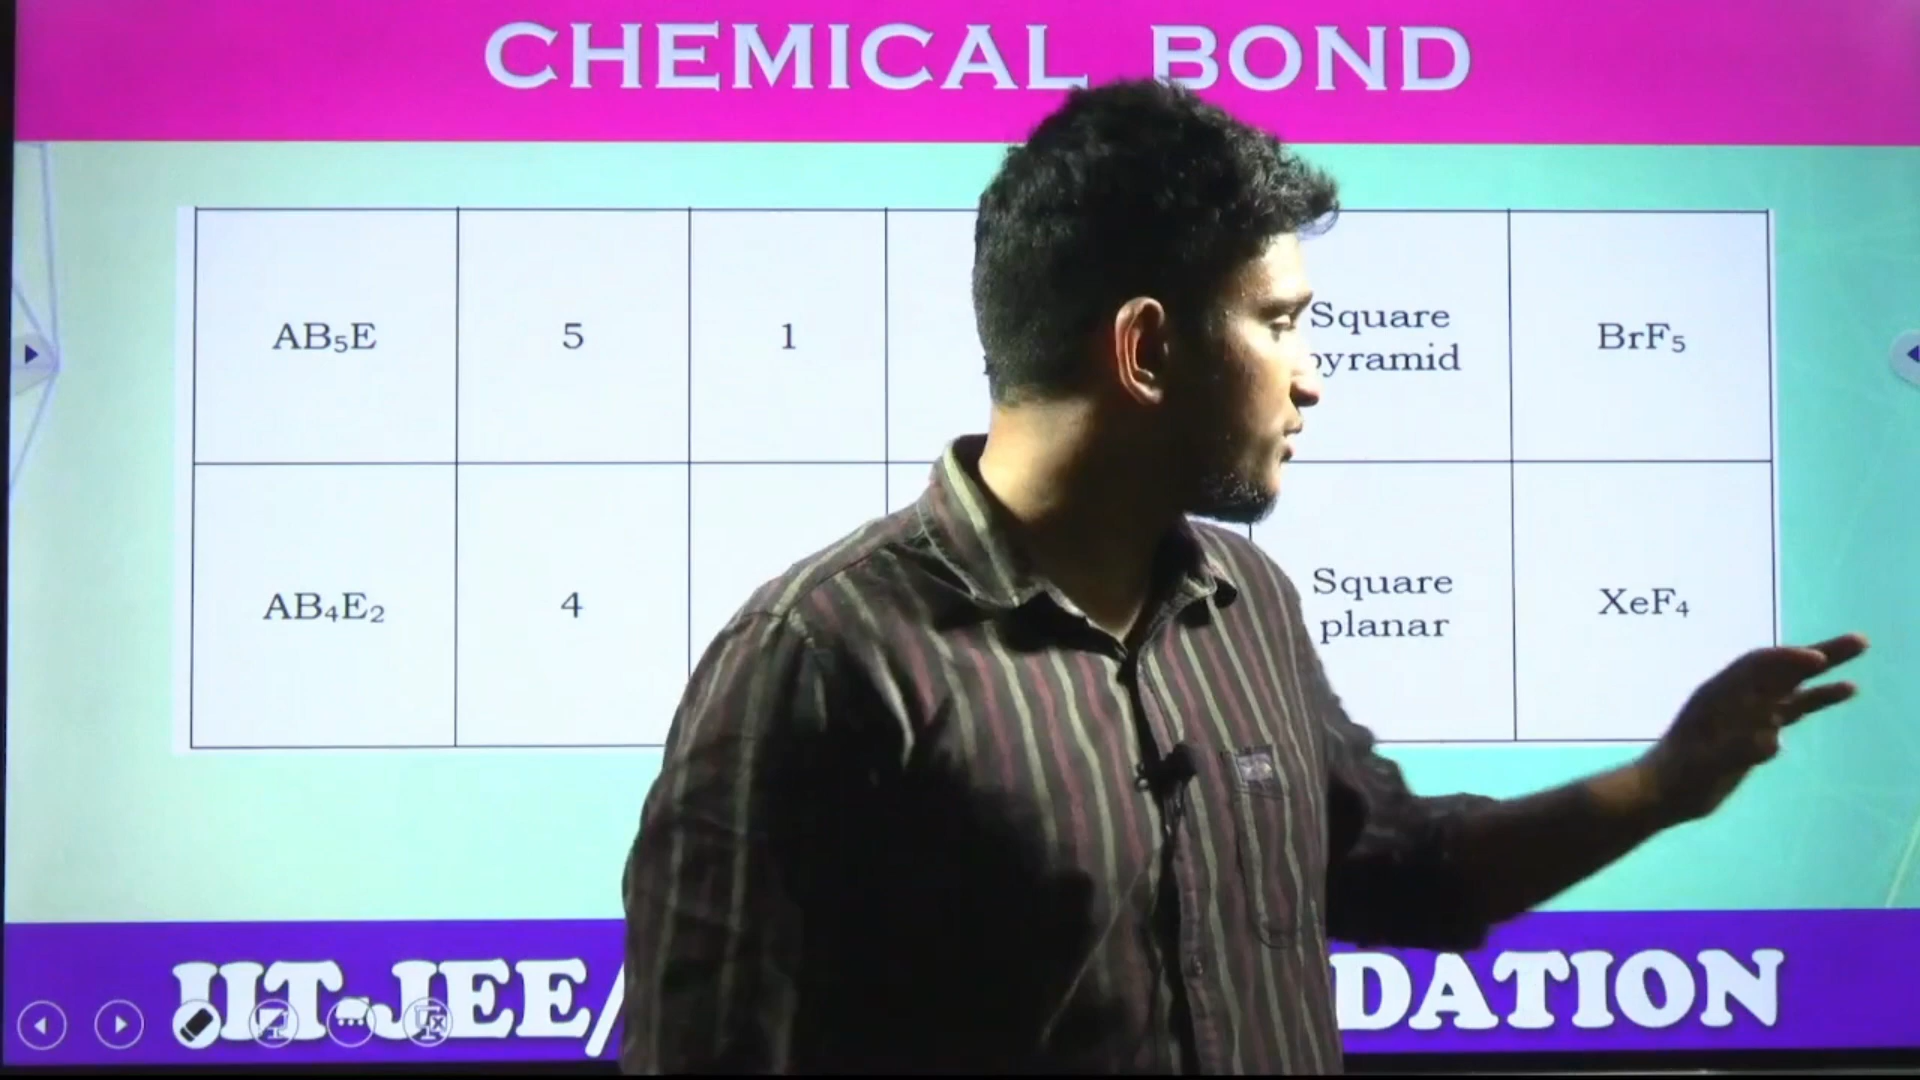 CHEMICAL BOND
AB₅E 5 1 Square pyramid BrF₅
AB₄E₂ 4 Square planar XeF₄
IIT-JEE/ DATION